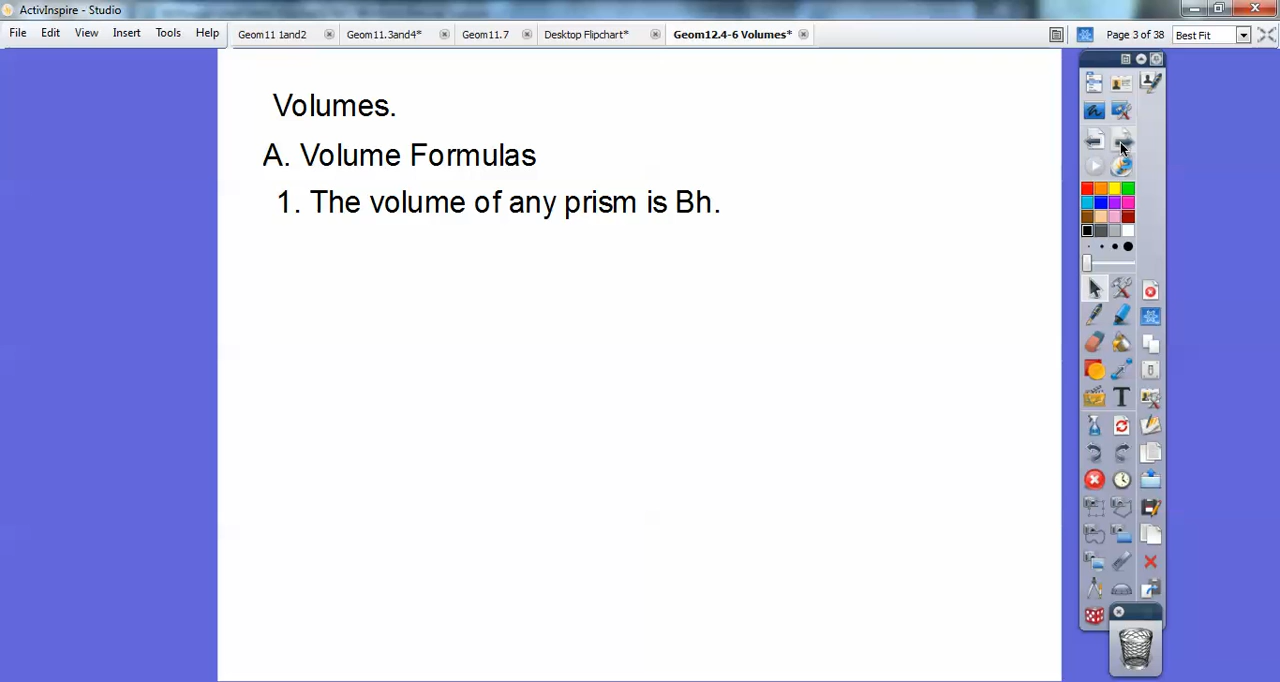 ActivInspire - Studio
File Edit View Insert Tools Help
Geom11 1and2 Geom11.3and4* Geom11.7 Desktop Flipchart* Geom12.4-6 Volumes* Page 3 of 38 Best Fit
Volumes.
A. Volume Formulas
1. The volume of any prism is Bh.
T